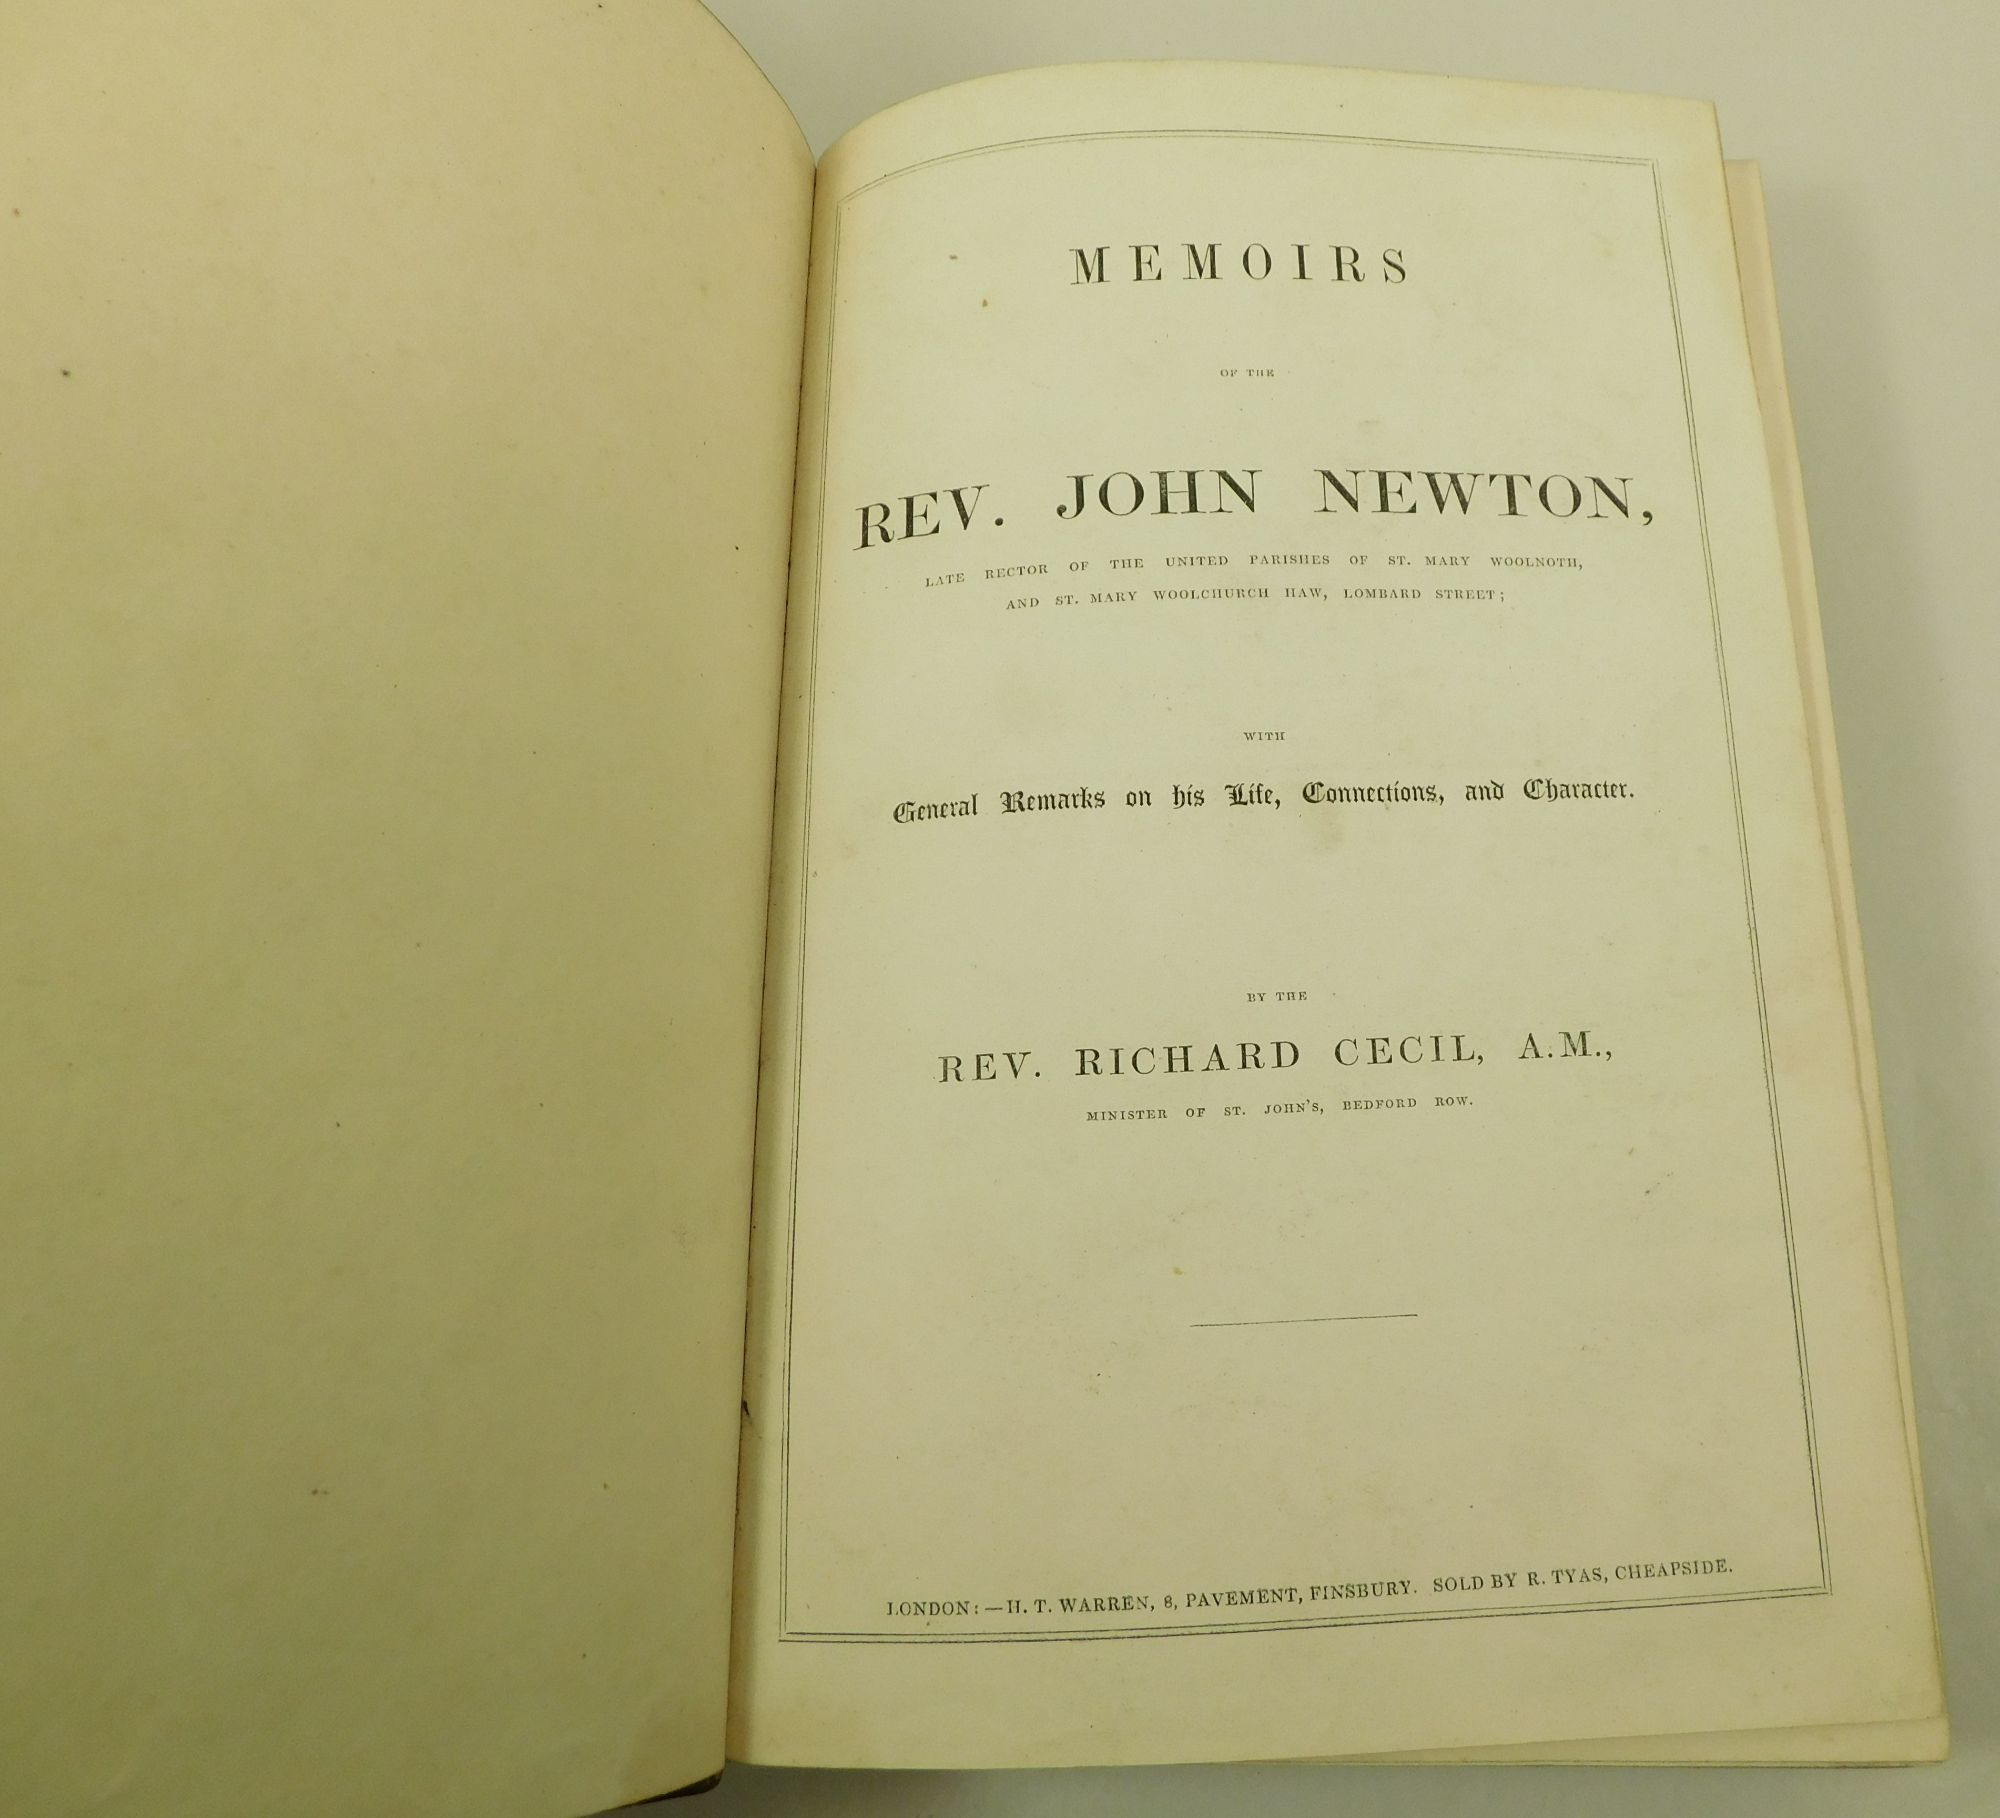 MEMOIRS
OF THE
REV. JOHN NEWTON,
LATE RECTOR OF THE UNITED PARISHES OF ST. MARY WOOLNOTH,
AND ST. MARY WOOLCHURCH HAW, LOMBARD STREET;
WITH
General Remarks on his Life, Connections, and Character.
BY THE
REV. RICHARD CECIL, A.M.,
MINISTER OF ST. JOHN'S, BEDFORD ROW.
LONDON:—H. T. WARREN, 8, PAVEMENT, FINSBURY. SOLD BY R. TYAS, CHEAPSIDE.